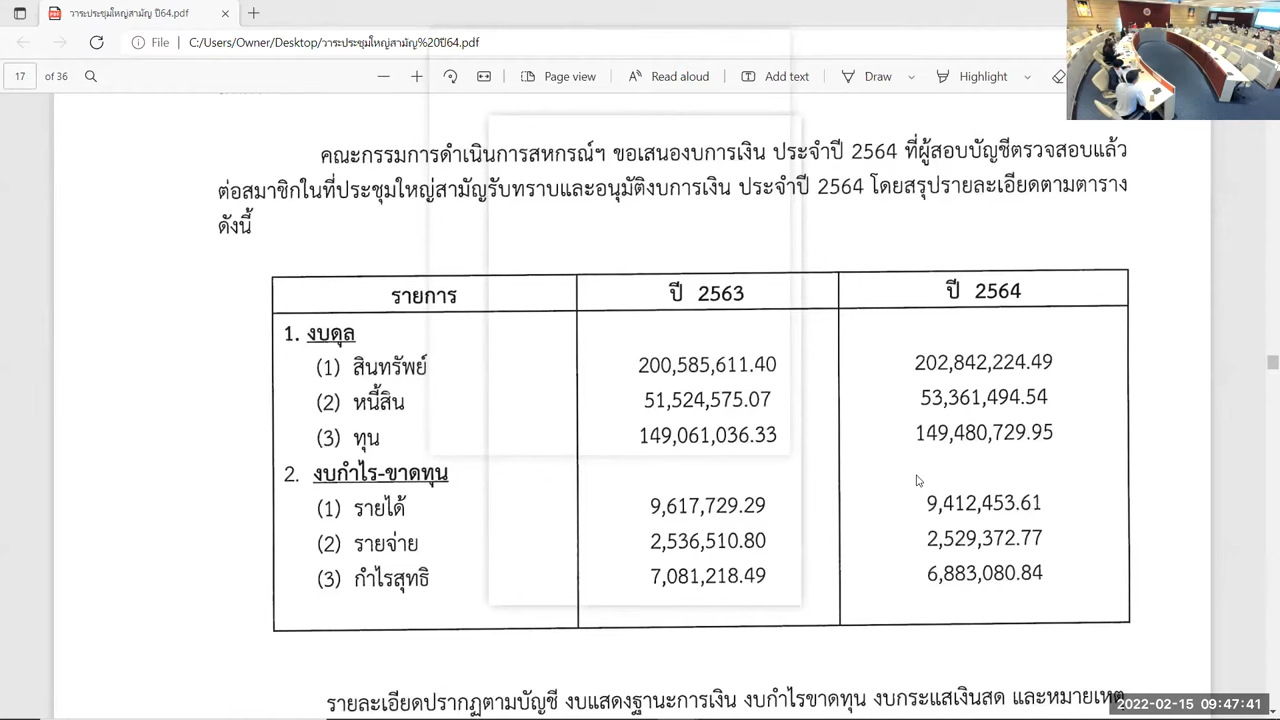 วาระประชุมใหญ่สามัญ ปี64.pdf
File C:/Users/Owner/Desktop/วาระประชุมใหญ่สามัญ%20ปี64.pdf
17 of 36 Page view Read aloud Add text Draw Highlight
คณะกรรมการดำเนินการสหกรณ์ฯ ขอเสนองบการเงิน ประจำปี 2564 ที่ผู้สอบบัญชีตรวจสอบแล้ว
ต่อสมาชิกในที่ประชุมใหญ่สามัญรับทราบและอนุมัติงบการเงิน ประจำปี 2564 โดยสรุปรายละเอียดตามตาราง
ดังนี้
รายการ ปี 2563 ปี 2564
1. งบดุล
(1) สินทรัพย์ 200,585,611.40 202,842,224.49
(2) หนี้สิน 51,524,575.07 53,361,494.54
(3) ทุน 149,061,036.33 149,480,729.95
2. งบกำไร-ขาดทุน
(1) รายได้ 9,617,729.29 9,412,453.61
(2) รายจ่าย 2,536,510.80 2,529,372.77
(3) กำไรสุทธิ 7,081,218.49 6,883,080.84
รายละเอียดปรากฏตามบัญชี งบแสดงฐานะการเงิน งบกำไรขาดทุน งบกระแสเงินสด และหมายเหตุ
2022-02-15 09:47:41